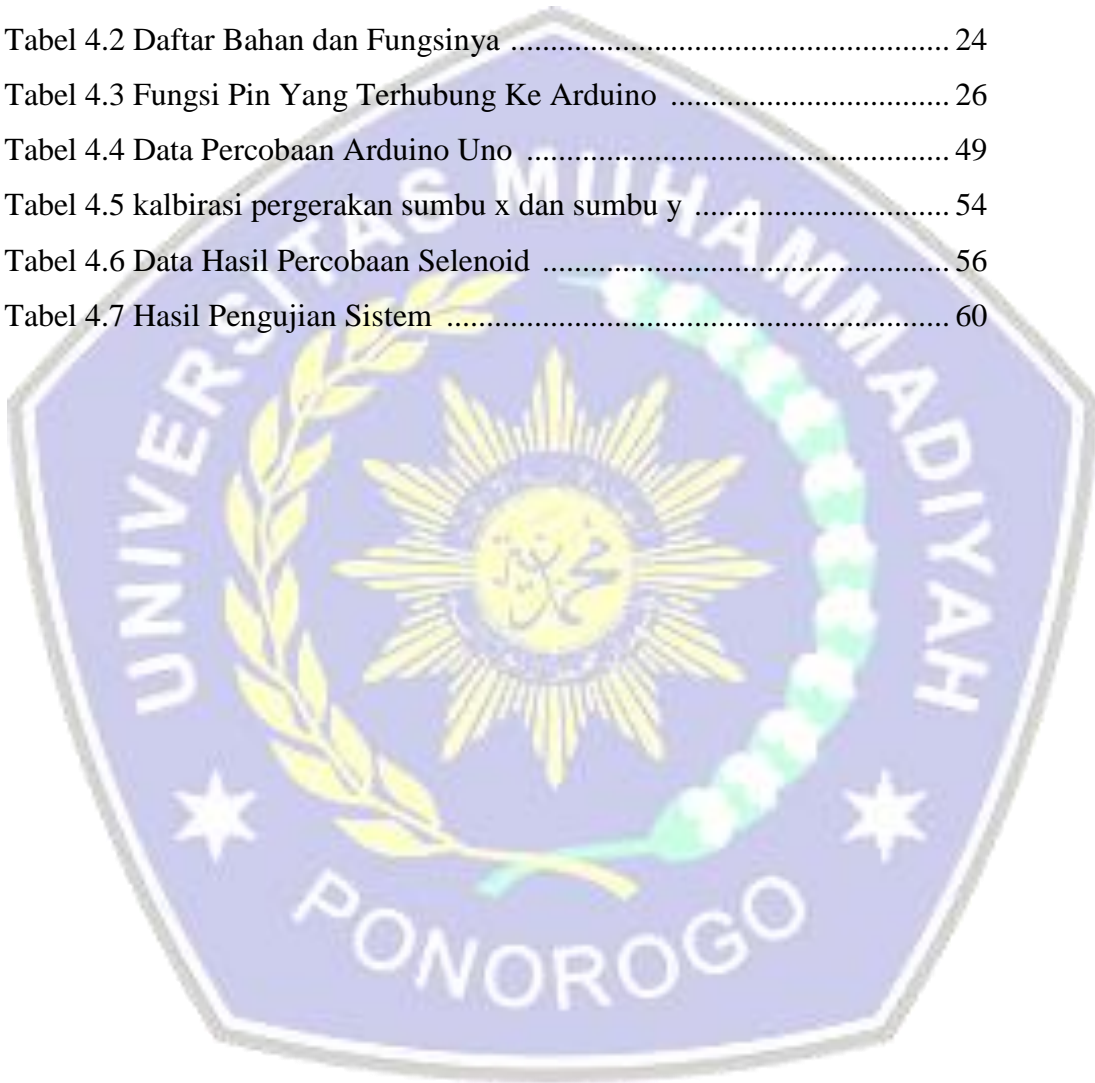 Tabel 4.2 Daftar Bahan dan Fungsinya ........................................................................ 24
Tabel 4.3 Fungsi Pin Yang Terhubung Ke Arduino ............................................. 26
Tabel 4.4 Data Percobaan Arduino Uno ..................................................................... 49
Tabel 4.5 kalbirasi pergerakan sumbu x dan sumbu y ......................................... 54
Tabel 4.6 Data Hasil Percobaan Selenoid .................................................................. 56
Tabel 4.7 Hasil Pengujian Sistem ................................................................................. 60
UNIVERSITAS MUHAMMADIYAH
محمد
PONOROGO